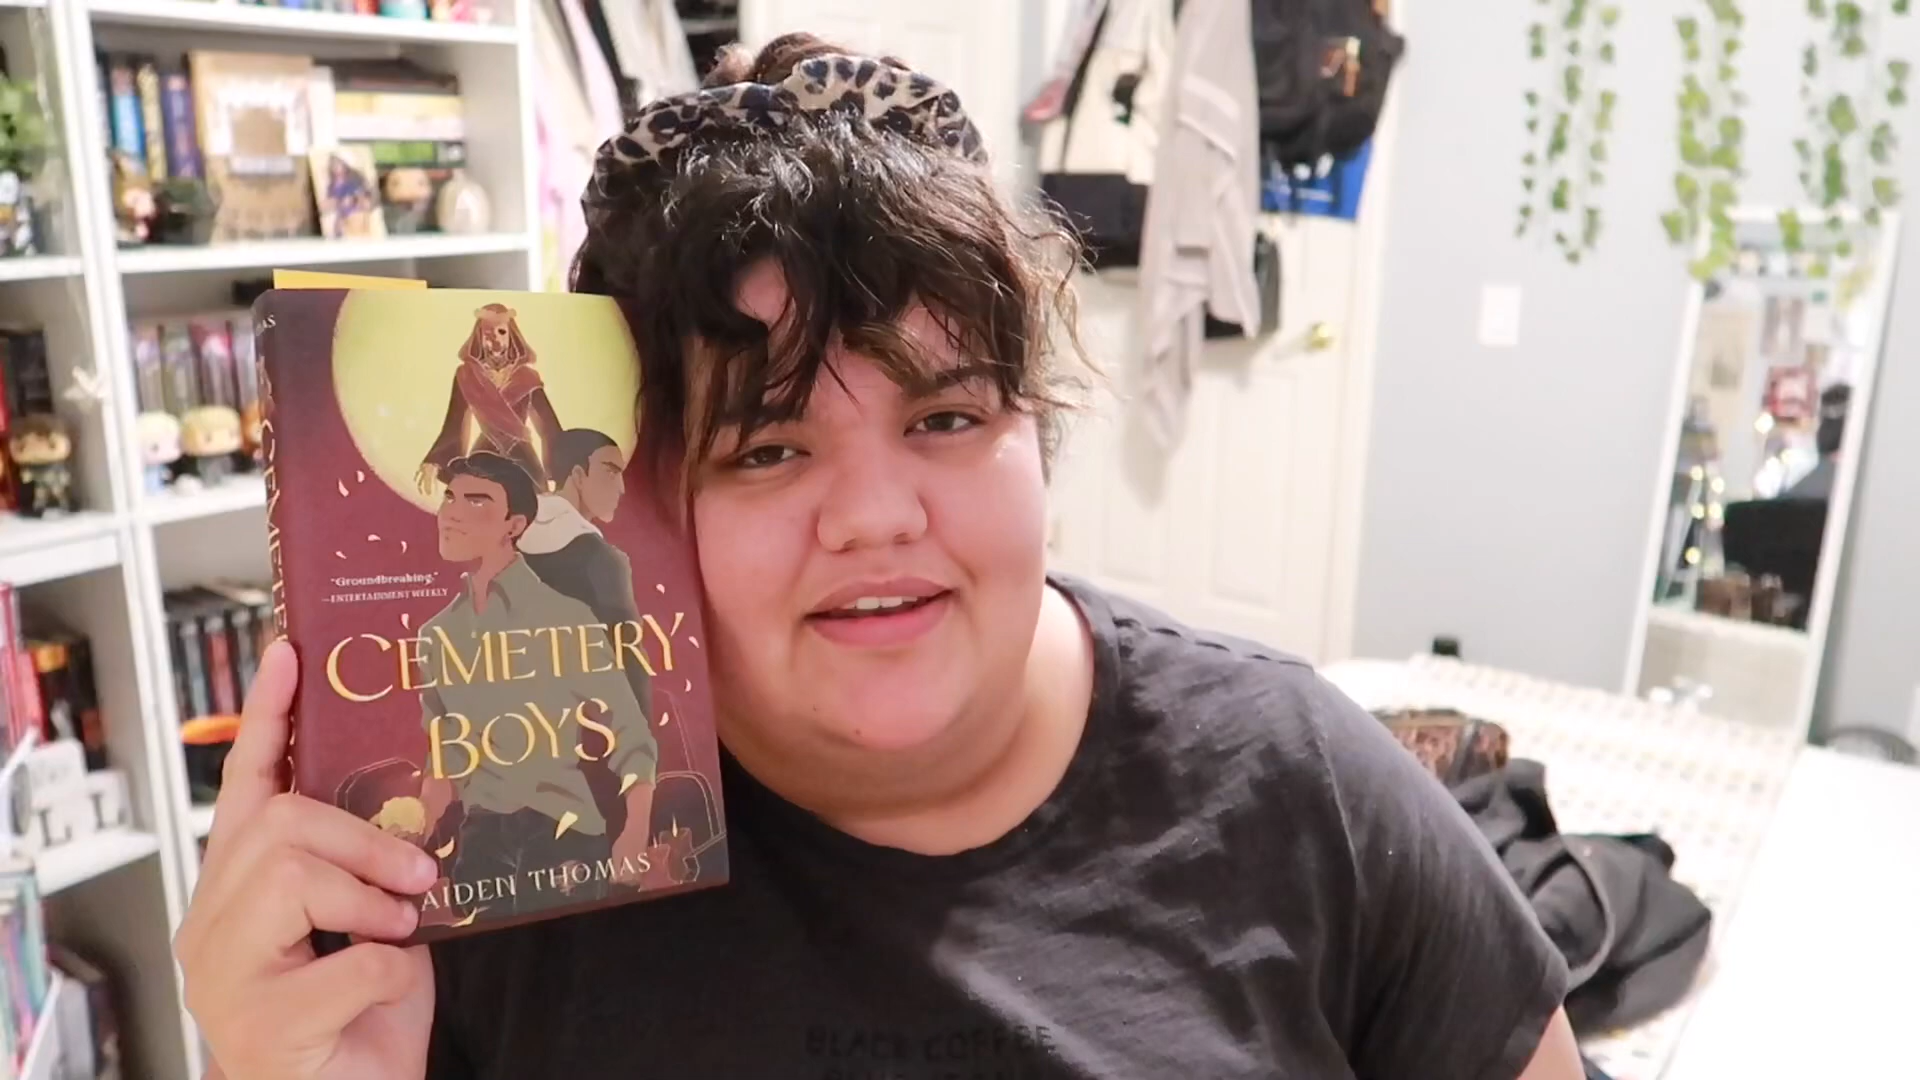 "Groundbreaking."
—ENTERTAINMENT WEEKLY
CEMETERY
BOYS
AIDEN THOMAS
BLACK COFFEE